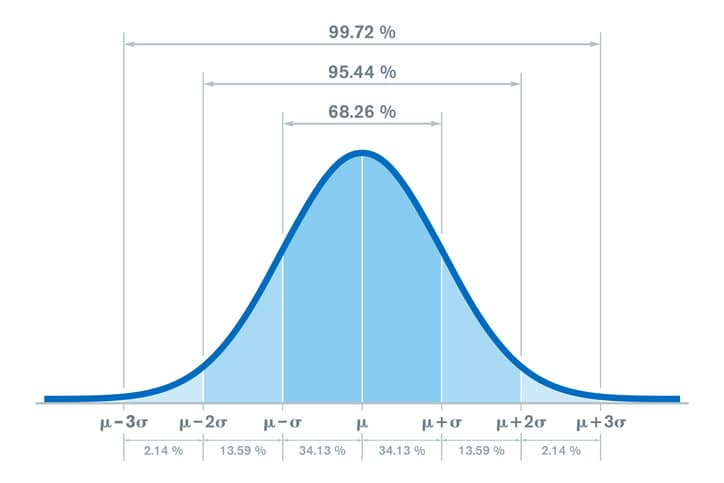 99.72 %
95.44 %
68.26 %
μ−3σ μ−2σ μ−σ μ μ+σ μ+2σ μ+3σ
2.14 % 13.59 % 34.13 % 34.13 % 13.59 % 2.14 %